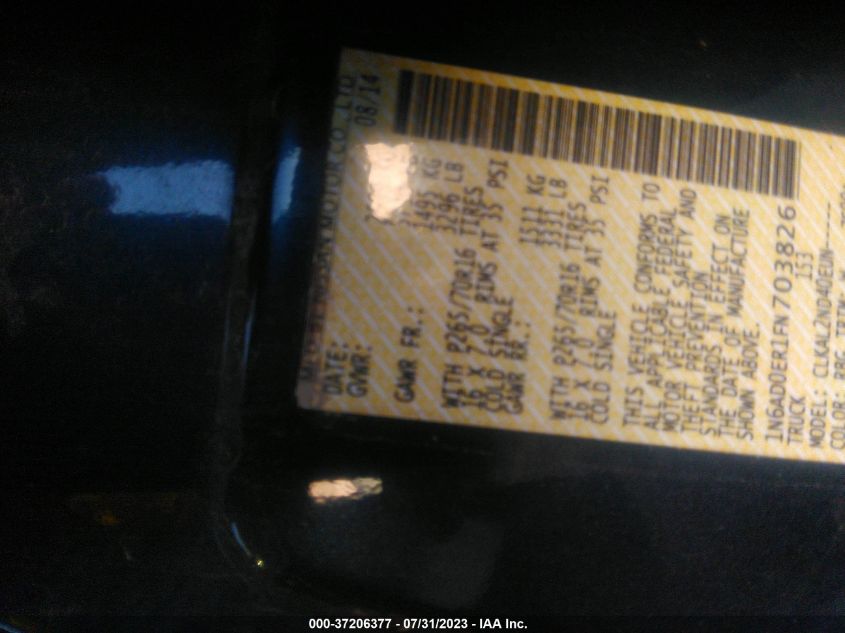 NISSAN MOTOR CO.,LTD
DATE: 08/14
GVWR:
GAWR FR.: 1495 KG
3296 LB
WITH P265/70R16 TIRES
16 X 7.0 RIMS AT 35 PSI
COLD SINGLE
GAWR RR.: 1511 KG
3331 LB
WITH P265/70R16 TIRES
16 X 7.0 RIMS AT 35 PSI
COLD SINGLE
THIS VEHICLE CONFORMS TO
ALL APPLICABLE FEDERAL
MOTOR VEHICLE SAFETY AND
THEFT PREVENTION
STANDARDS IN EFFECT ON
THE DATE OF MANUFACTURE
SHOWN ABOVE.
1N6AD0ER1FN703826
TRUCK 153
MODEL: CLKAL2ND40EUN-----
COLOR:
000-37206377 - 07/31/2023 - IAA Inc.